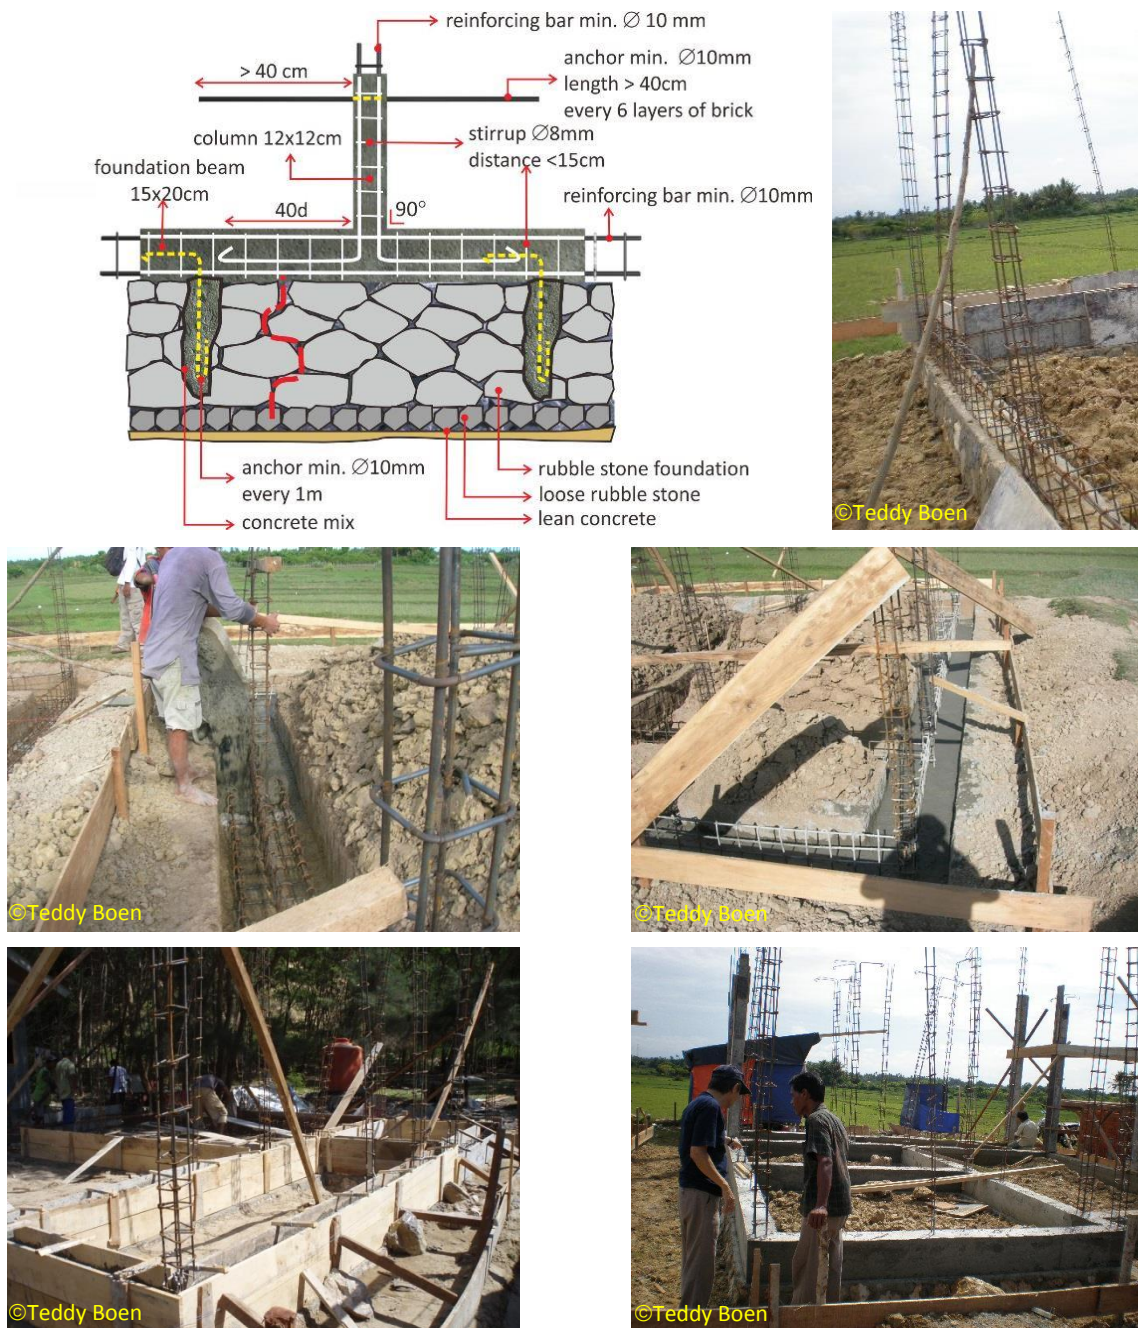 reinforcing bar min. ∅ 10 mm
> 40 cm
anchor min. ∅10mm
length > 40cm
every 6 layers of brick
column 12x12cm
stirrup ∅8mm
distance <15cm
foundation beam
15x20cm
reinforcing bar min. ∅10mm
40d
90°
anchor min. ∅10mm
every 1m
concrete mix
rubble stone foundation
loose rubble stone
lean concrete
©Teddy Boen
©Teddy Boen
©Teddy Boen
©Teddy Boen
©Teddy Boen